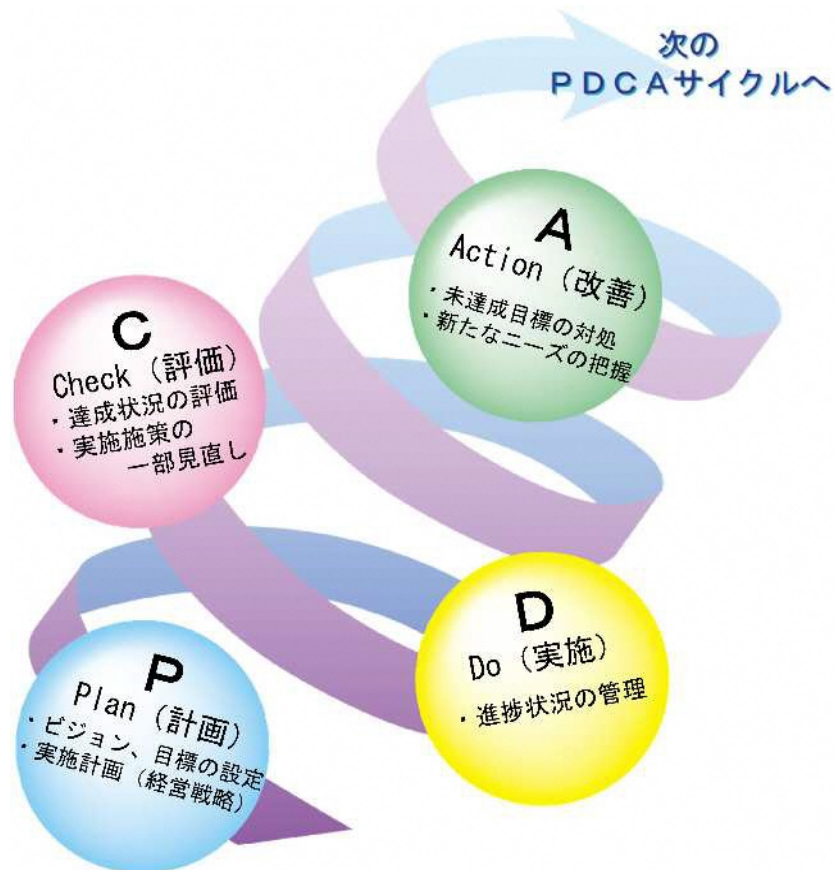 次の
PDCAサイクルへ
A
Action(改善)
・未達成目標の対処
・新たなニーズの把握
C
Check(評価)
・達成状況の評価
・実施施策の
一部見直し
D
Do(実施)
・進捗状況の管理
P
Plan(計画)
・ビジョン、目標の設定
・実施計画(経営戦略)